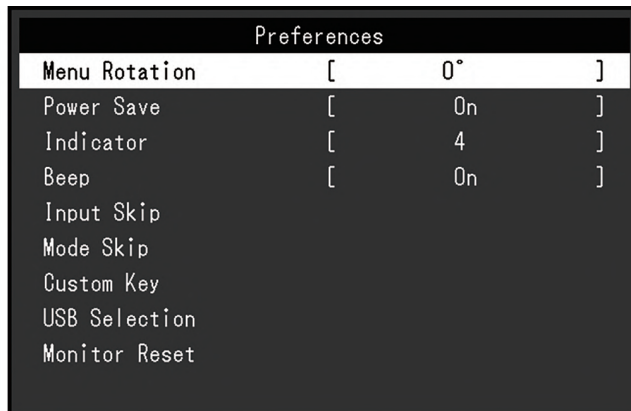 Preferences
Menu Rotation [ 0° ]
Power Save [ On ]
Indicator [ 4 ]
Beep [ On ]
Input Skip
Mode Skip
Custom Key
USB Selection
Monitor Reset